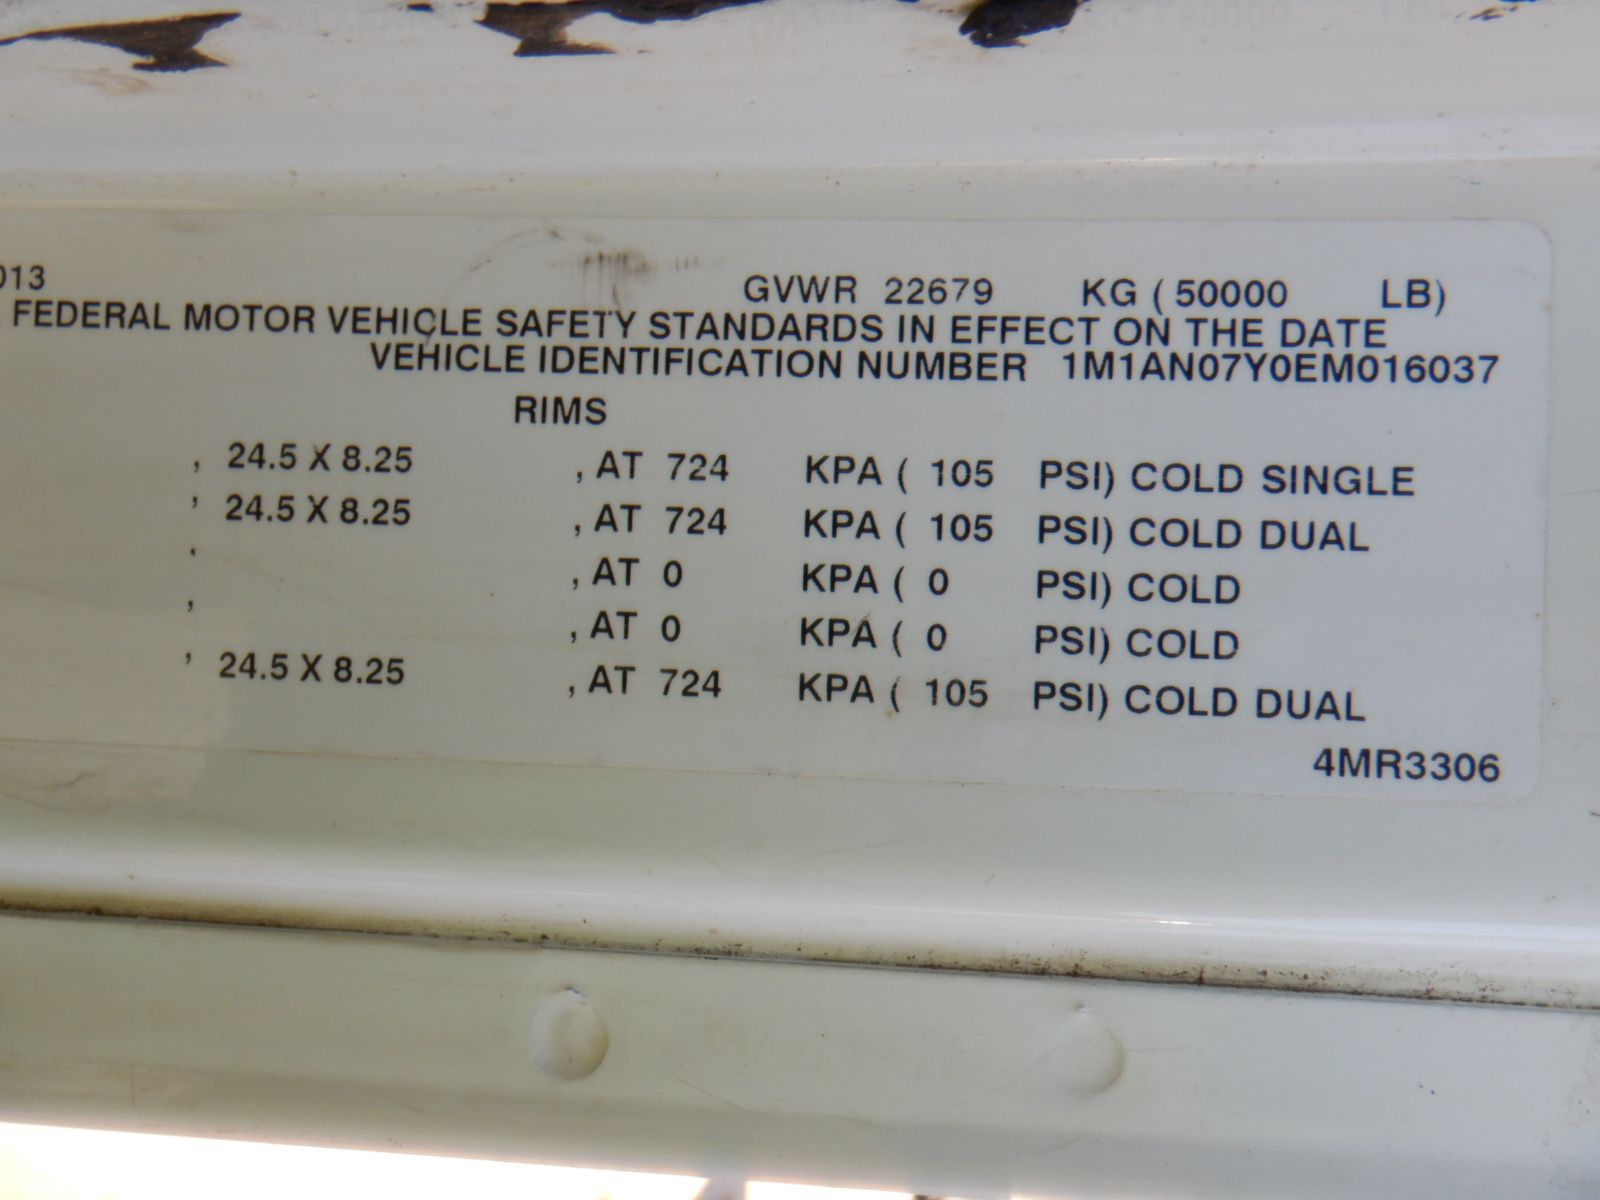 013 GVWR 22679 KG ( 50000 LB)
FEDERAL MOTOR VEHICLE SAFETY STANDARDS IN EFFECT ON THE DATE
VEHICLE IDENTIFICATION NUMBER 1M1AN07Y0EM016037
RIMS
, 24.5 X 8.25 , AT 724 KPA ( 105 PSI) COLD SINGLE
, 24.5 X 8.25 , AT 724 KPA ( 105 PSI) COLD DUAL
, , AT 0 KPA ( 0 PSI) COLD
, , AT 0 KPA ( 0 PSI) COLD
, 24.5 X 8.25 , AT 724 KPA ( 105 PSI) COLD DUAL
4MR3306